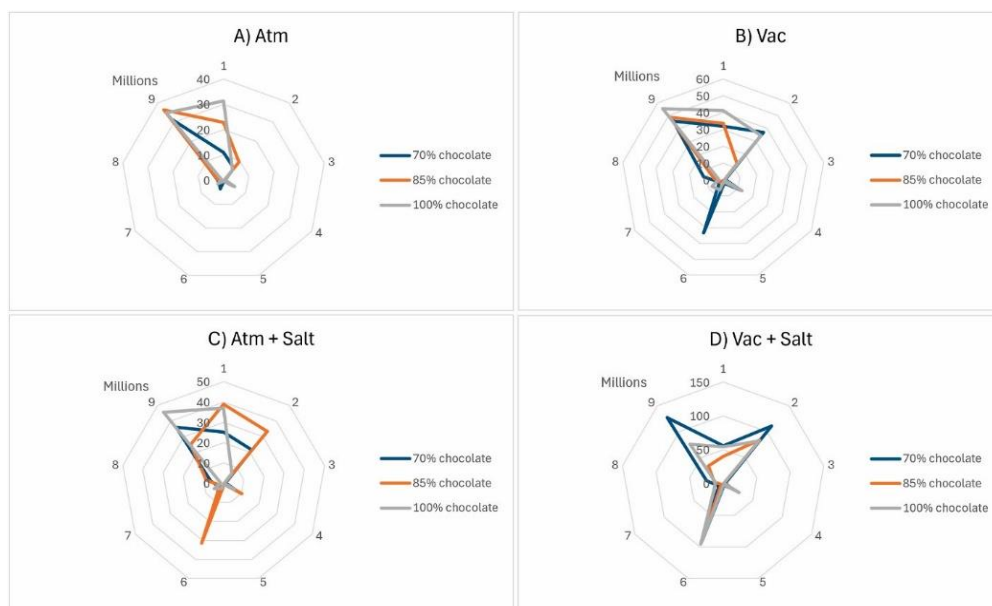 A) Atm
Millions
1
2
3
4
5
6
7
8
9
40
30
20
10
0
70% chocolate
85% chocolate
100% chocolate
B) Vac
Millions
1
2
3
4
5
6
7
8
9
60
50
40
30
20
10
0
70% chocolate
85% chocolate
100% chocolate
C) Atm + Salt
Millions
1
2
3
4
5
6
7
8
9
50
40
30
20
10
0
70% chocolate
85% chocolate
100% chocolate
D) Vac + Salt
Millions
1
2
3
4
5
6
7
8
9
150
100
50
0
70% chocolate
85% chocolate
100% chocolate